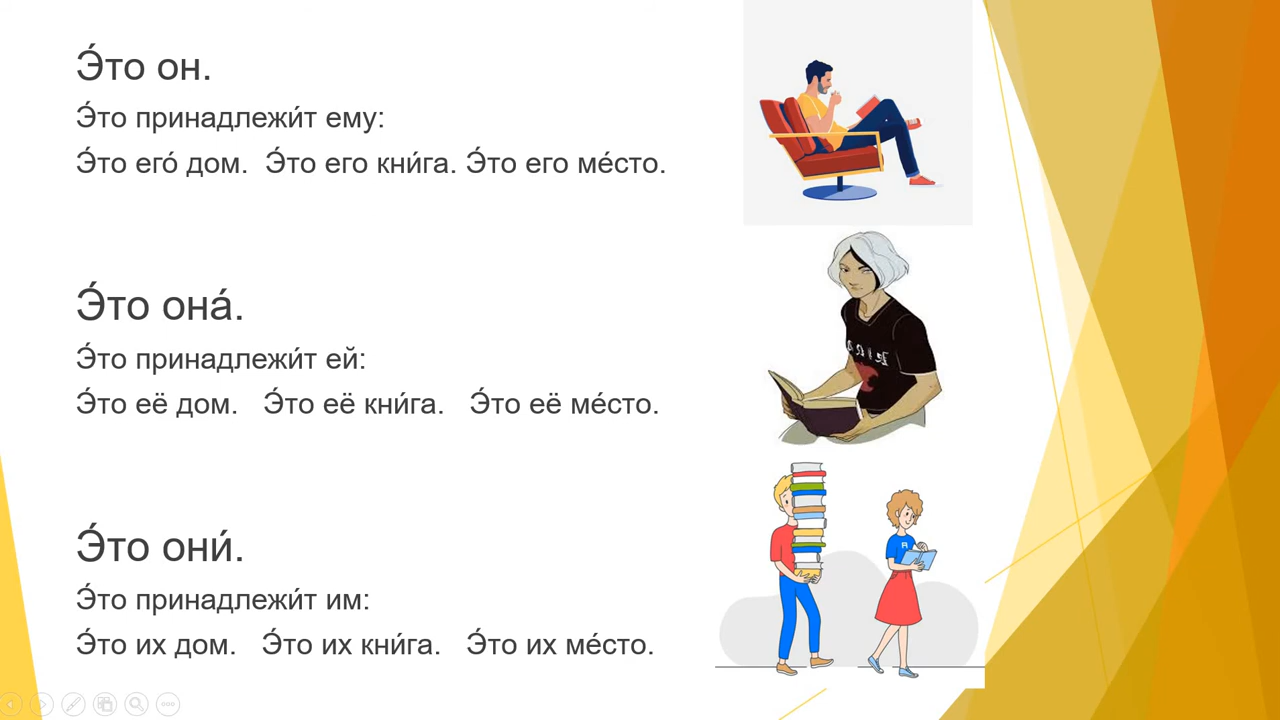 Э́то он.
Э́то принадлежи́т ему:
Э́то его́ дом. Э́то его кни́га. Э́то его ме́сто.
Э́то она́.
Э́то принадлежи́т ей:
Э́то её дом. Э́то её кни́га. Э́то её ме́сто.
Э́то они́.
Э́то принадлежи́т им:
Э́то их дом. Э́то их кни́га. Э́то их ме́сто.